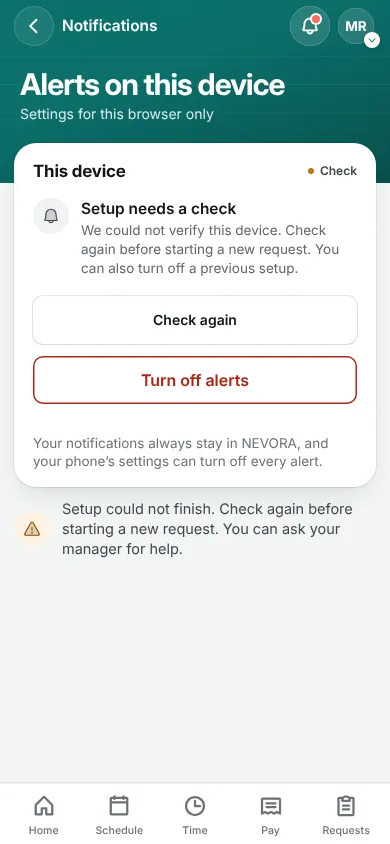 Notifications
MR
Alerts on this device
Settings for this browser only
This device
Check
Setup needs a check
We could not verify this device. Check
again before starting a new request. You
can also turn off a previous setup.
Check again
Turn off alerts
Your notifications always stay in NEVORA, and
your phone’s settings can turn off every alert.
Setup could not finish. Check again before
starting a new request. You can ask your
manager for help.
Home
Schedule
Time
Pay
Requests